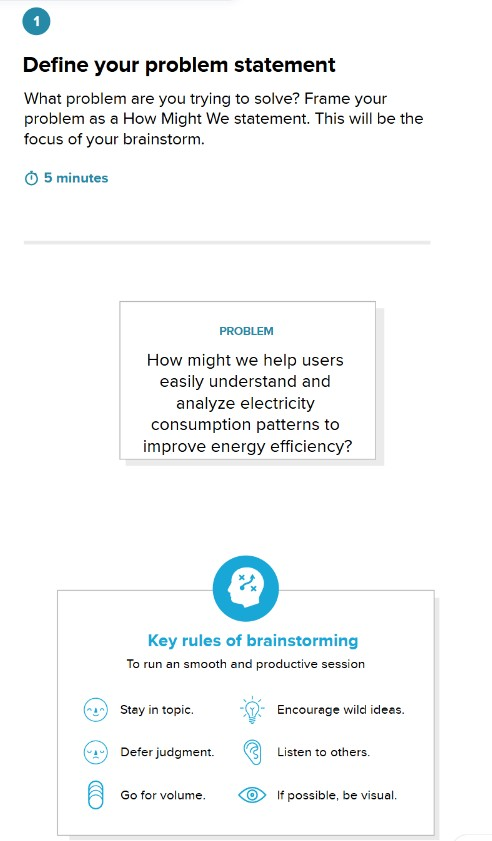 1
Define your problem statement
What problem are you trying to solve? Frame your
problem as a How Might We statement. This will be the
focus of your brainstorm.
5 minutes
PROBLEM
How might we help users
easily understand and
analyze electricity
consumption patterns to
improve energy efficiency?
Key rules of brainstorming
To run an smooth and productive session
Stay in topic.
Encourage wild ideas.
Defer judgment.
Listen to others.
Go for volume.
If possible, be visual.